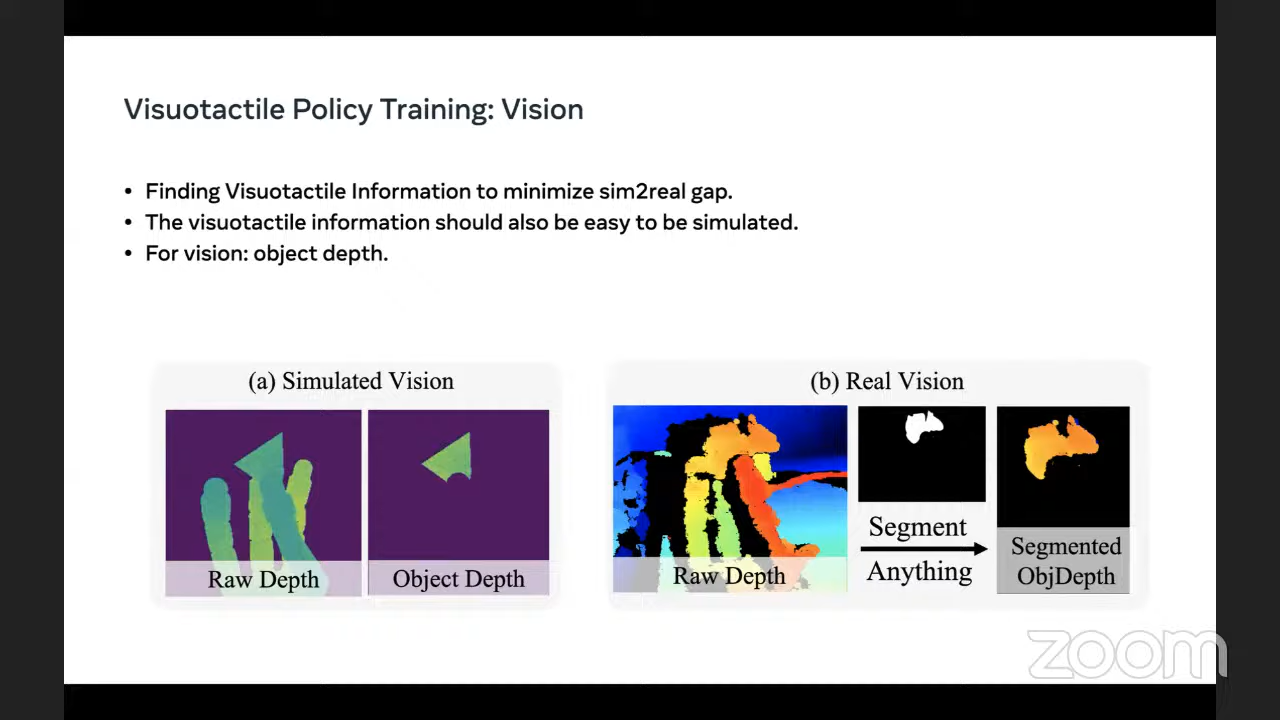 Visuotactile Policy Training: Vision
• Finding Visuotactile Information to minimize sim2real gap.
• The visuotactile information should also be easy to be simulated.
• For vision: object depth.
(a) Simulated Vision
Raw Depth
Object Depth
(b) Real Vision
Raw Depth
Segment
Anything
Segmented
ObjDepth
zoom